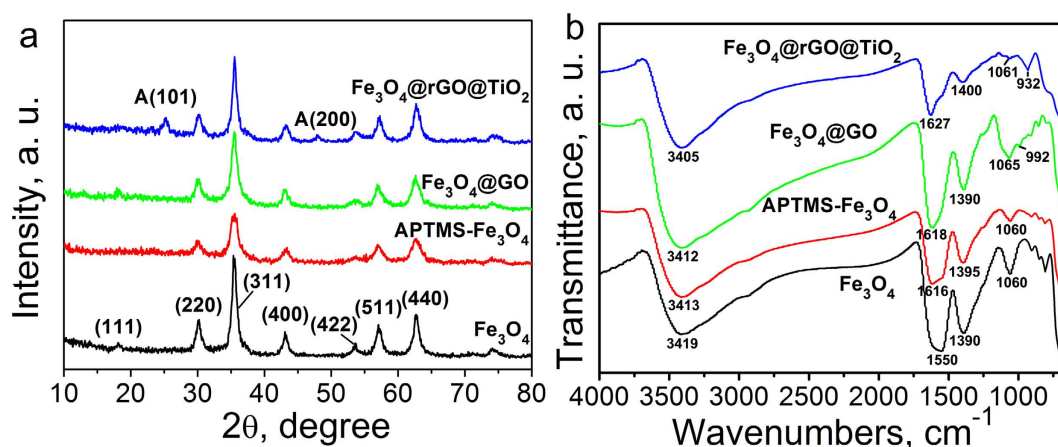 a
Intensity, a. u.
Fe₃O₄@rGO@TiO₂
A(101)
A(200)
Fe₃O₄@GO
APTMS-Fe₃O₄
(111)
(220)
(311)
(400)
(422)
(511)
(440)
Fe₃O₄
10 20 30 40 50 60 70 80
2θ, degree
b
Transmittance, a. u.
Fe₃O₄@rGO@TiO₂
3405
1627
1400
1061
932
Fe₃O₄@GO
3412
1618
1390
1065
992
APTMS-Fe₃O₄
3413
1616
1395
1060
Fe₃O₄
3419
1550
1390
1060
4000 3500 3000 2500 2000 1500 1000
Wavenumbers, cm⁻¹